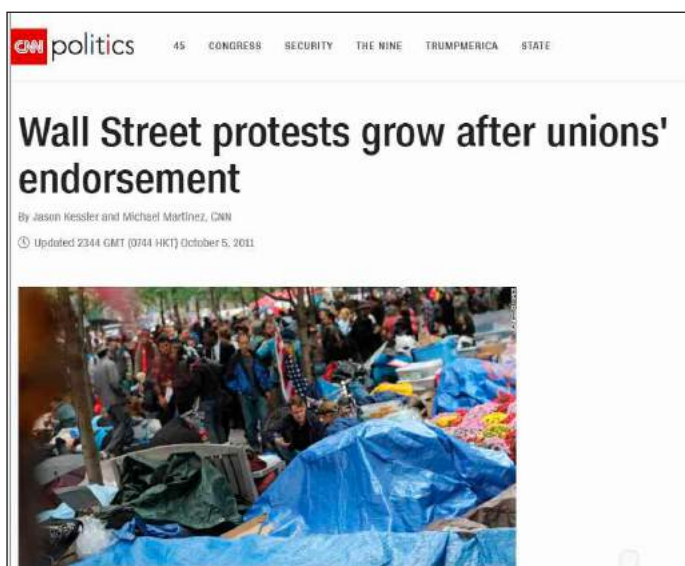 CNN politics 45 CONGRESS SECURITY THE NINE TRUMPMERICA STATE
Wall Street protests grow after unions'
endorsement
By Jason Kessler and Michael Martinez, CNN
Updated 2344 GMT (0744 HKT) October 5, 2011